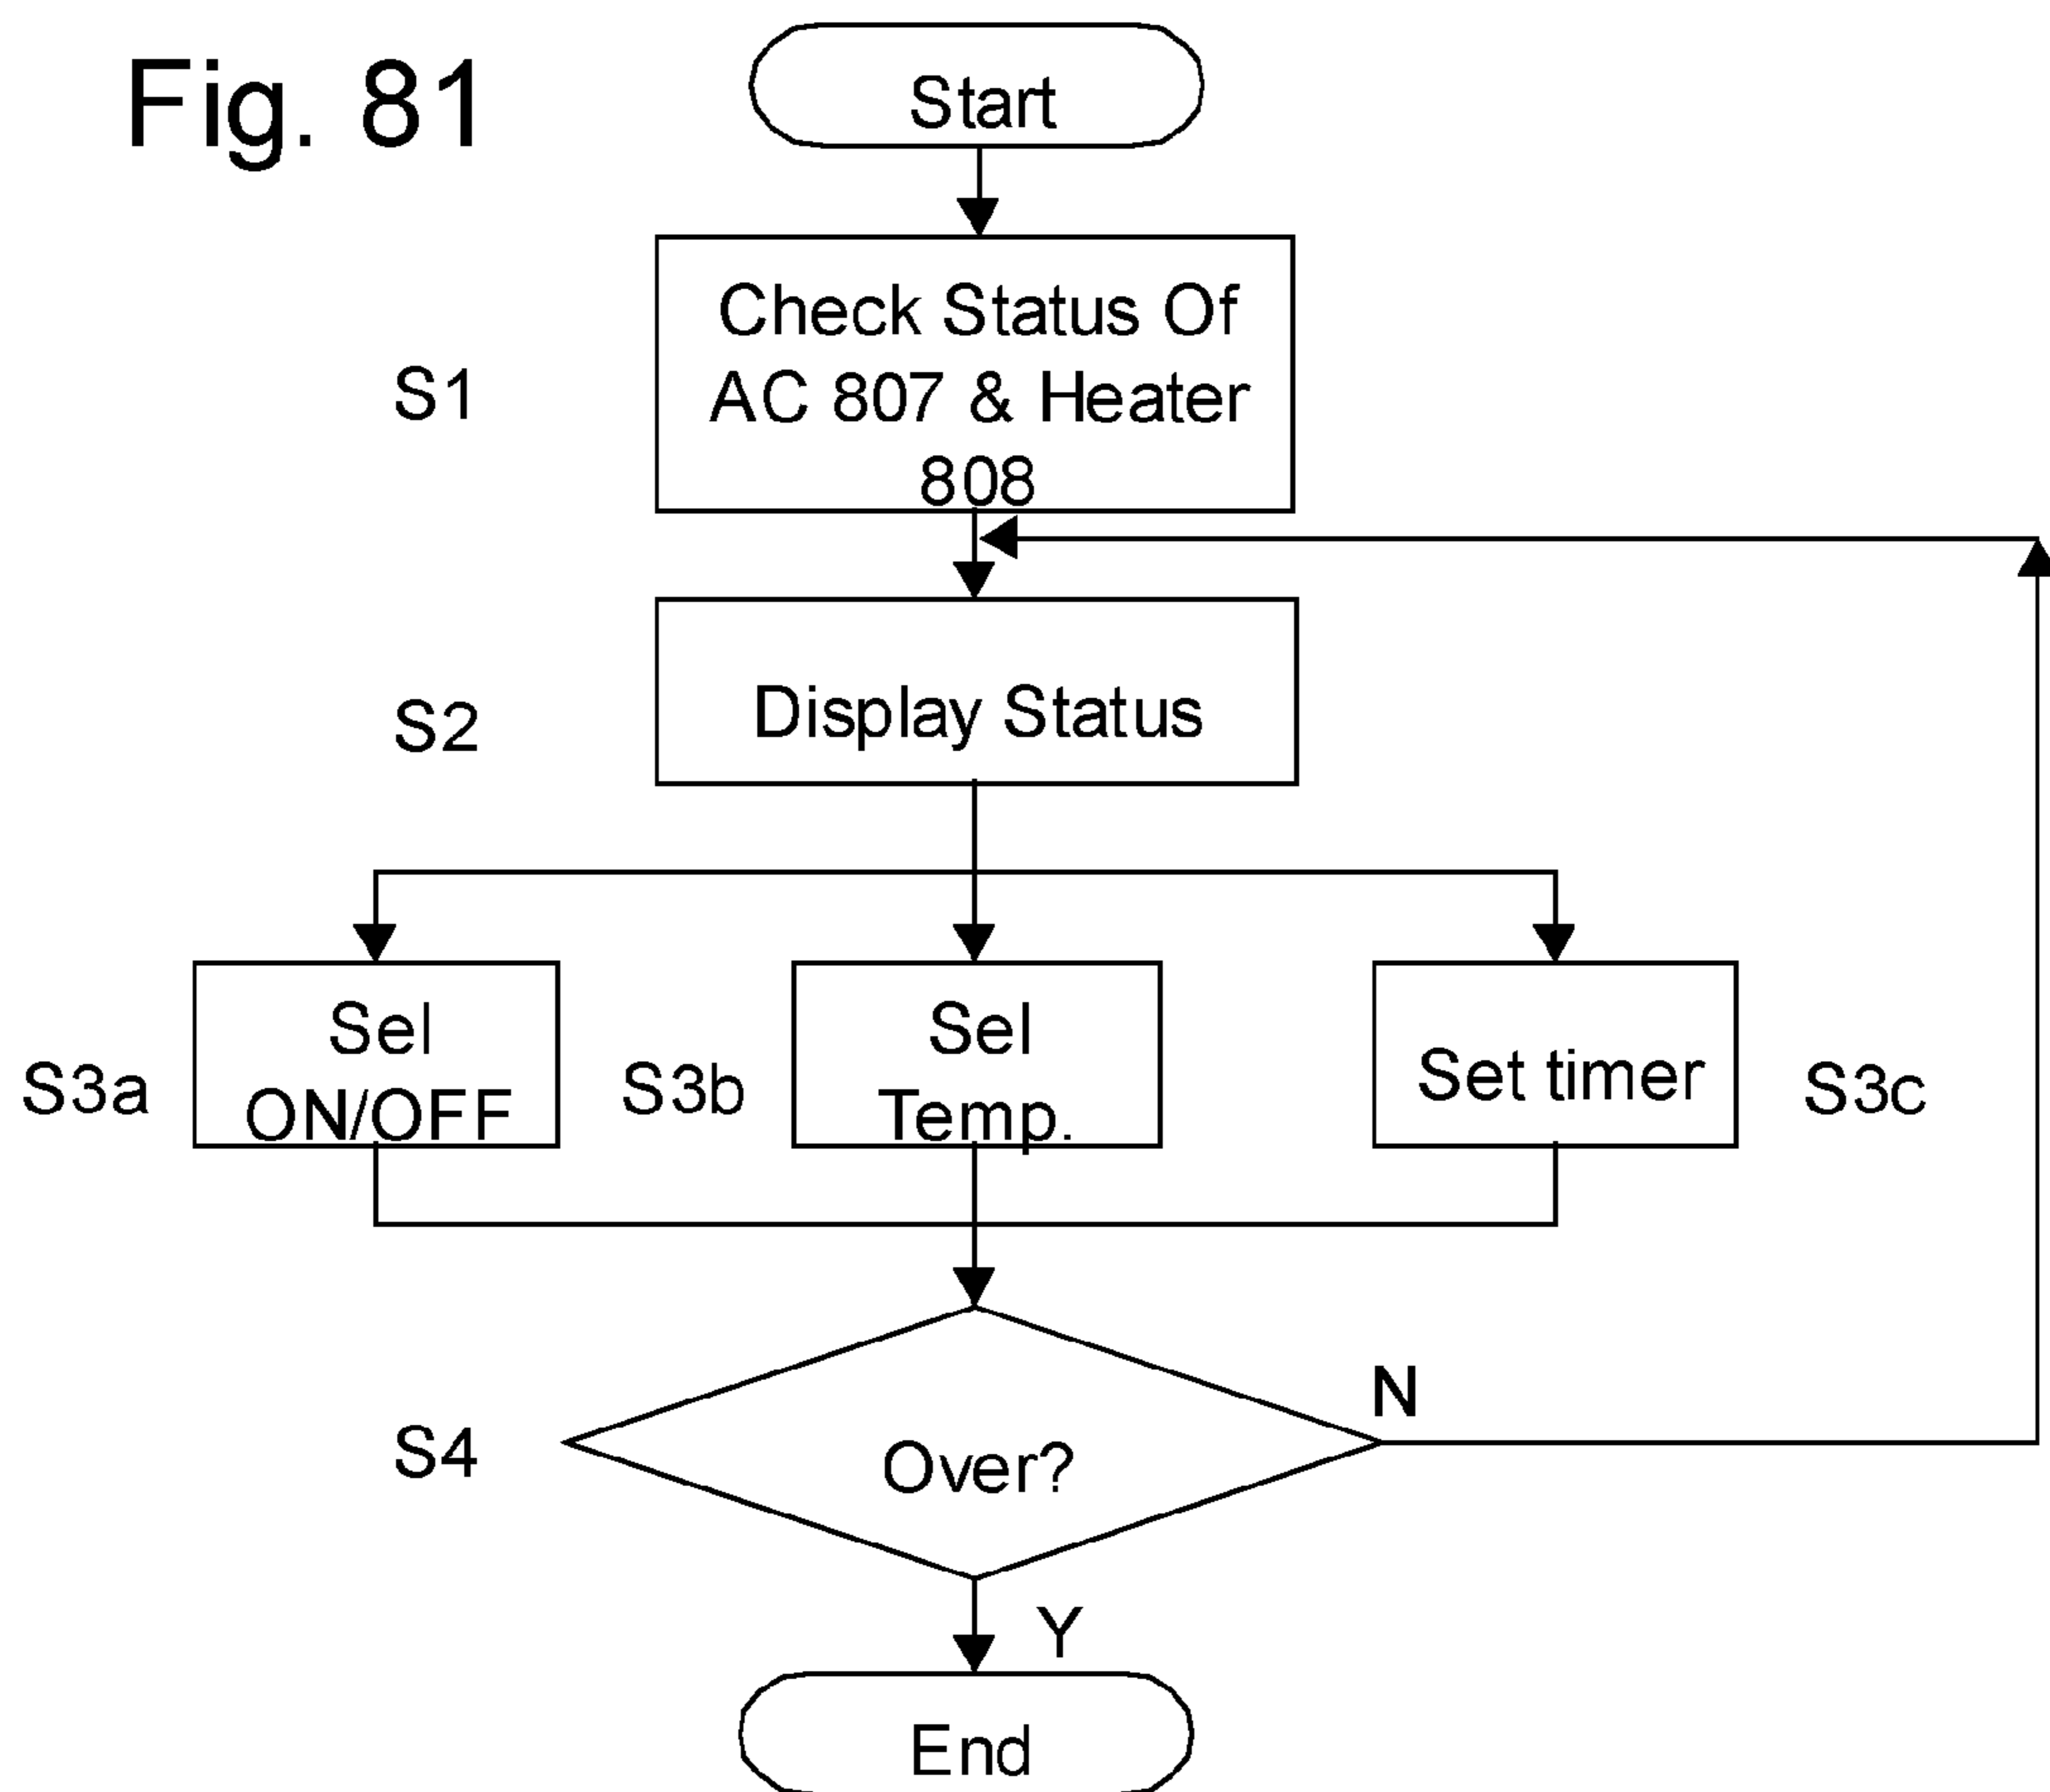 Fig. 81
Start
S1
Check Status Of
AC 807 & Heater
808
S2
Display Status
S3a
Sel
ON/OFF
S3b
Sel
Temp.
Set timer
S3c
S4
Over?
N
Y
End